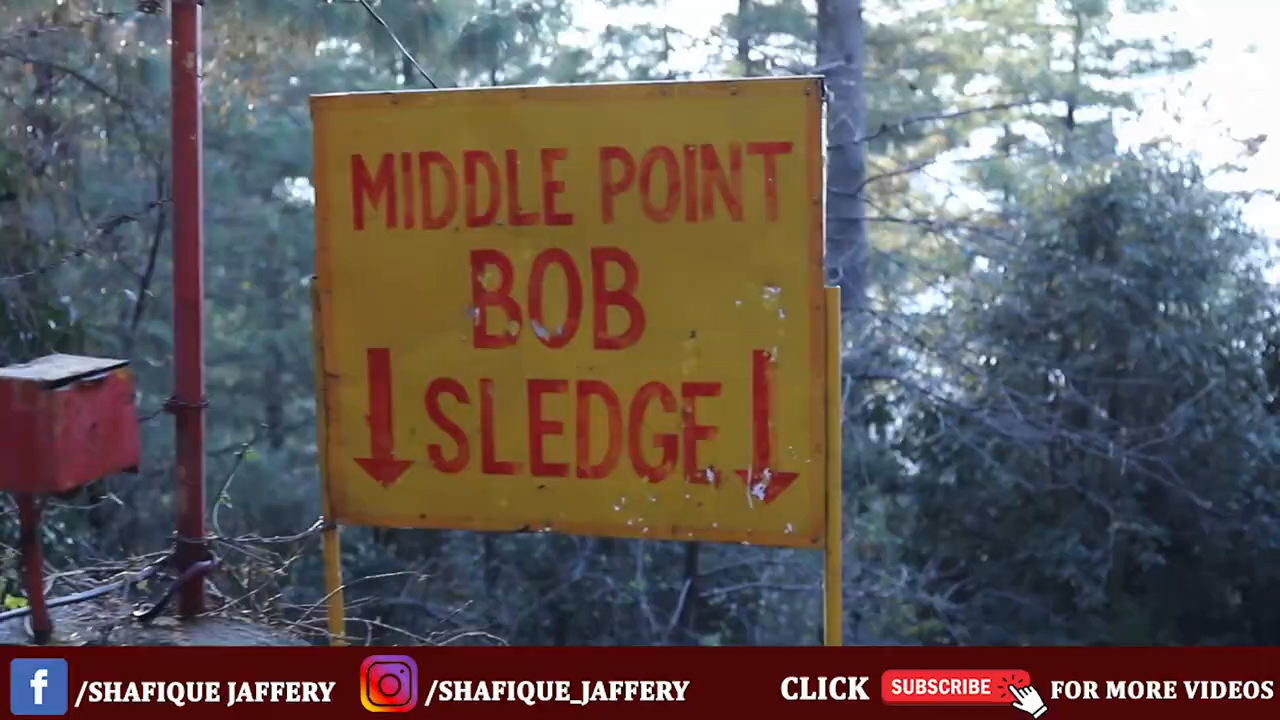 MIDDLE POINT
BOB
SLEDGE
f /SHAFIQUE JAFFERY /SHAFIQUE_JAFFERY CLICK SUBSCRIBE FOR MORE VIDEOS